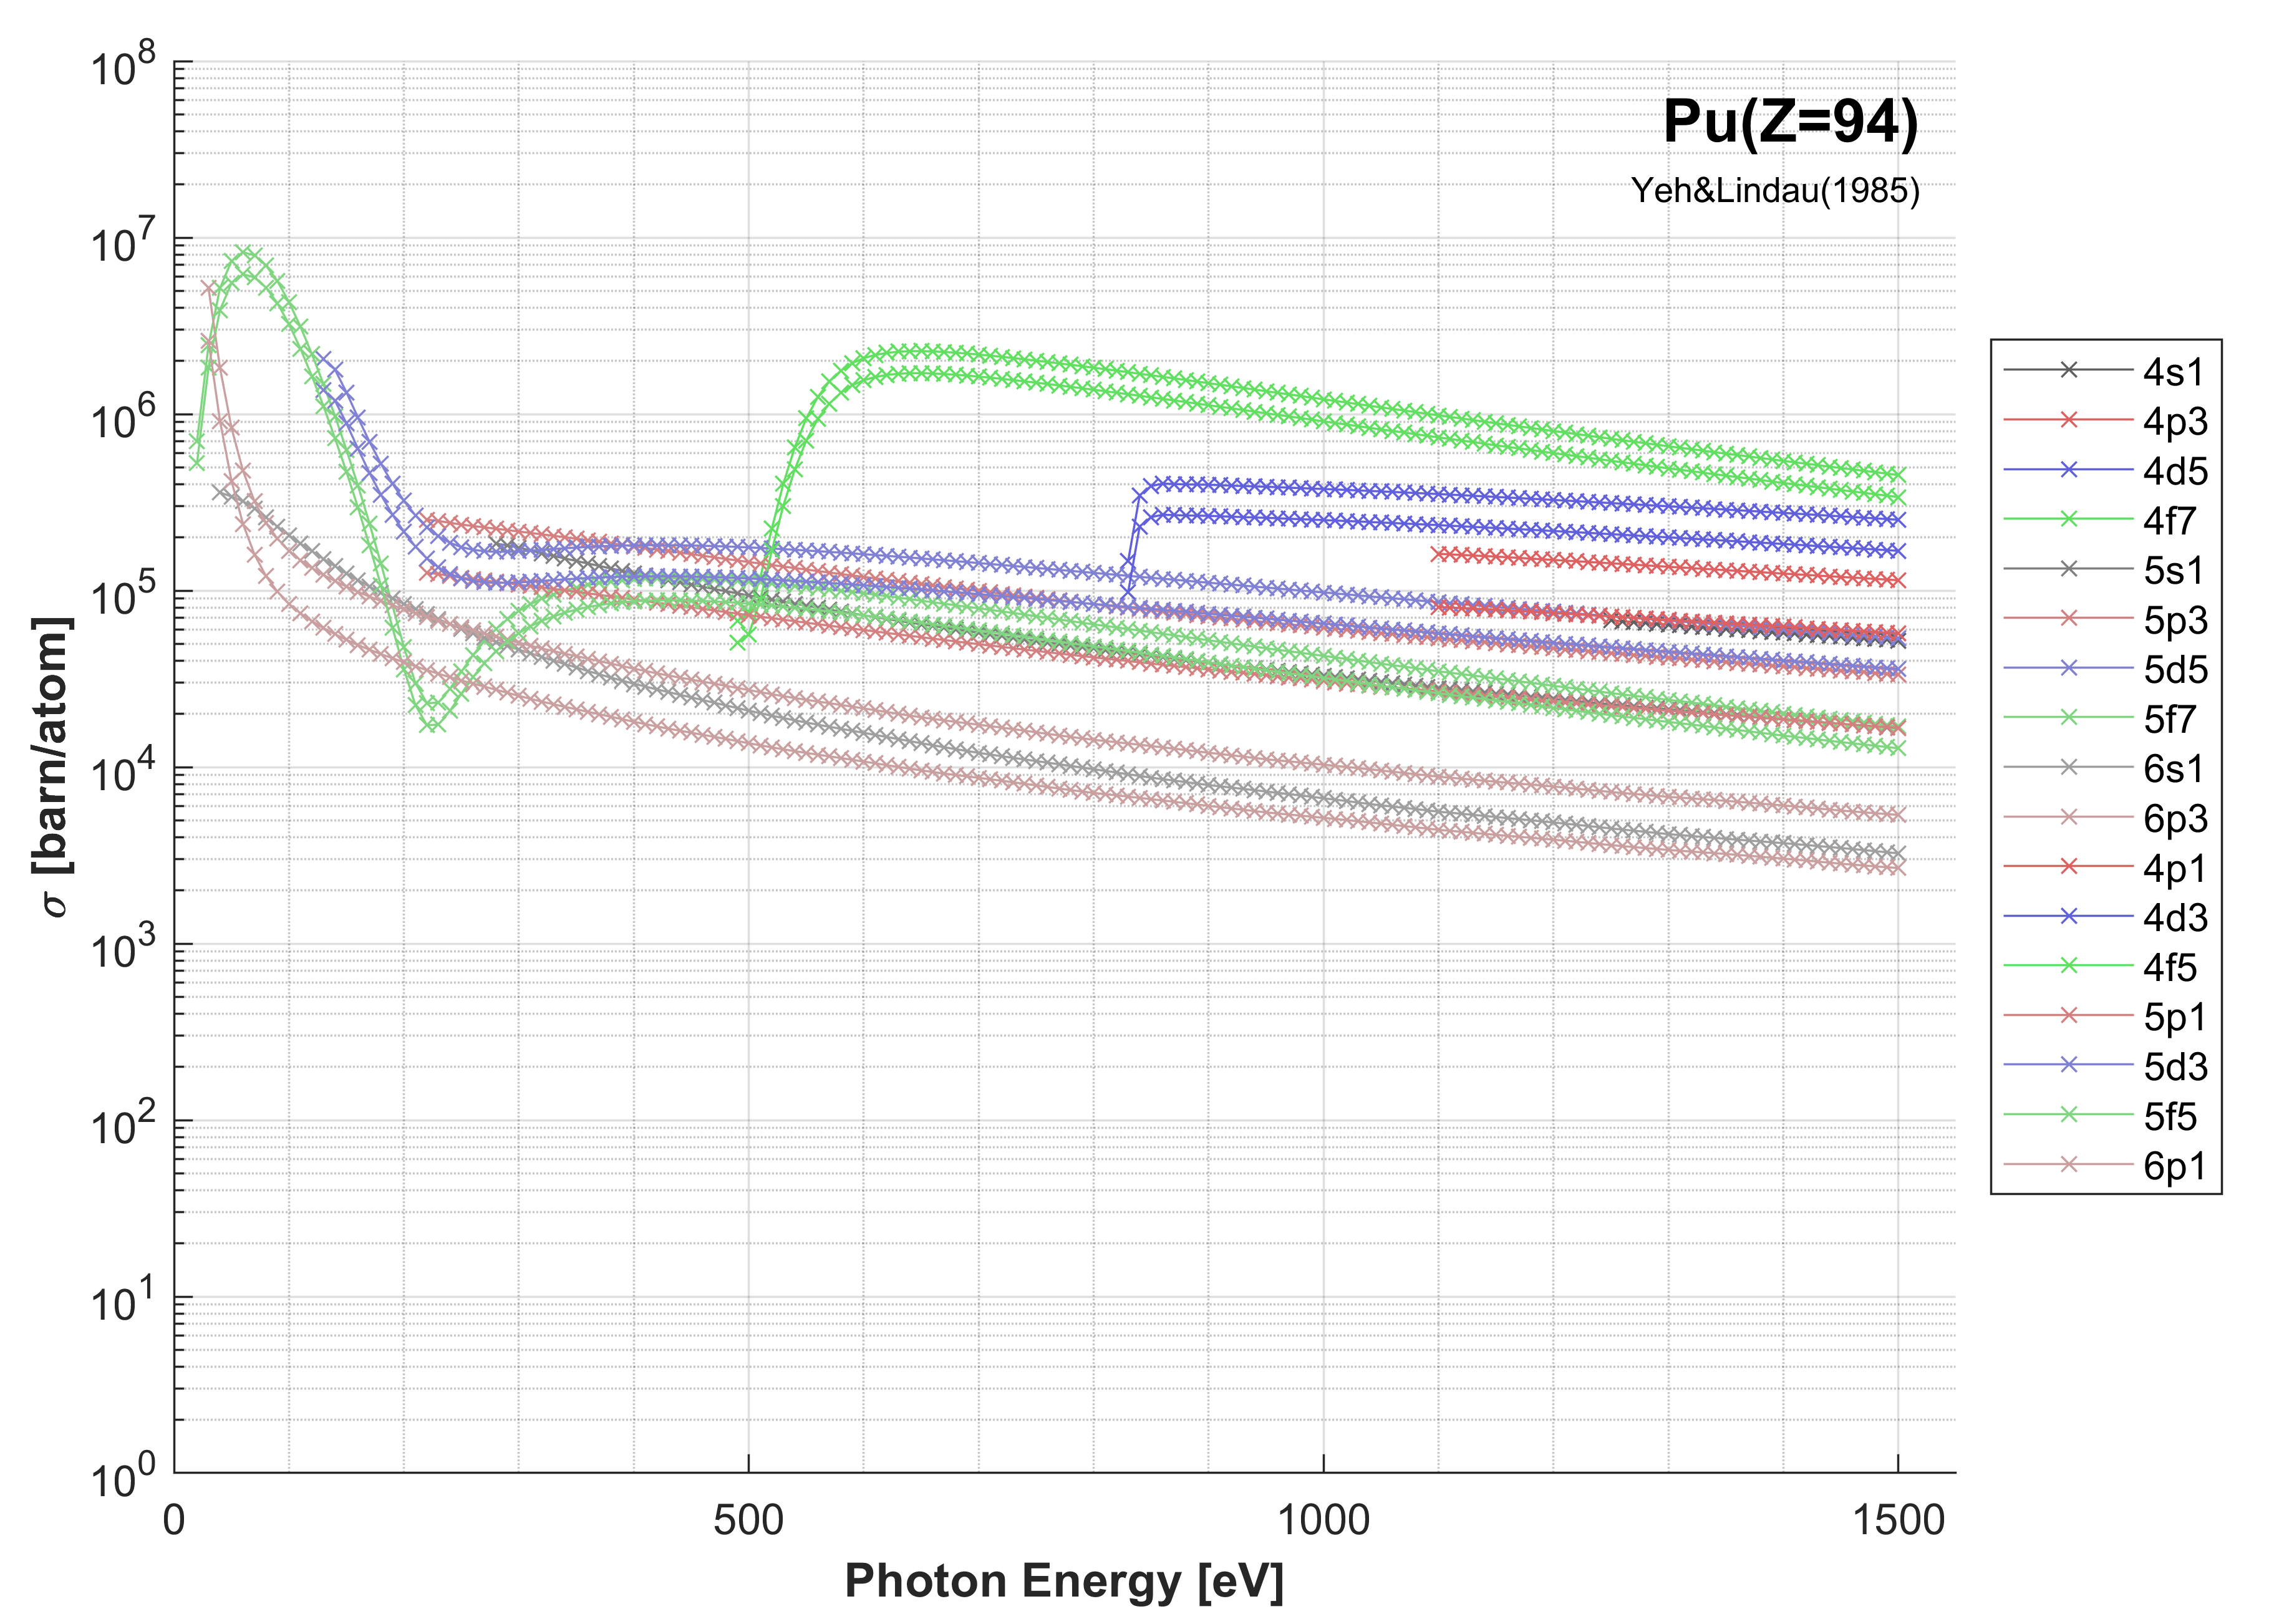 Pu(Z=94)
Yeh&Lindau(1985)
σ [barn/atom]
10^8
10^7
10^6
10^5
10^4
10^3
10^2
10^1
10^0
0 500 1000 1500
Photon Energy [eV]
4s1
4p3
4d5
4f7
5s1
5p3
5d5
5f7
6s1
6p3
4p1
4d3
4f5
5p1
5d3
5f5
6p1